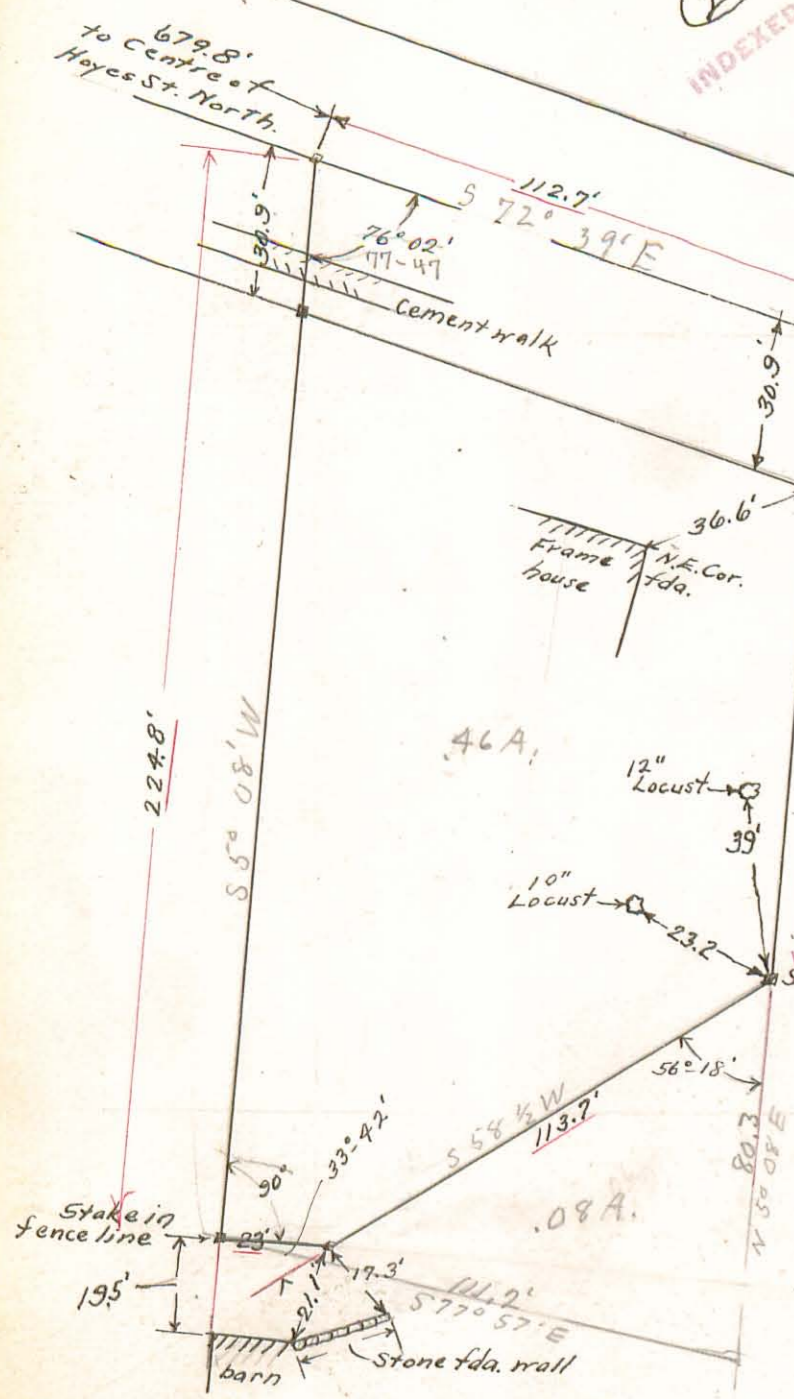 INDEXED
679.8'
to Centre of
Hoyes St. North.
112.7'
S 72° 39' E
30.9'
76° 02'
77-47
Cement walk
30.9'
36.6'
Frame
house
N.E. Cor.
fda.
224.8'
S 5° 08' W
.46 A.
12"
Locust
39'
10"
Locust
23.2
S
56°-18'
S 58 ½ W
113.7'
80.3
N 5° 08 E
33°-42'
90°
Stake in
fence line
23'
.08 A.
19.5'
21.1'
17.3'
111.2'
S 77° 57' E
barn
Stone fda. wall